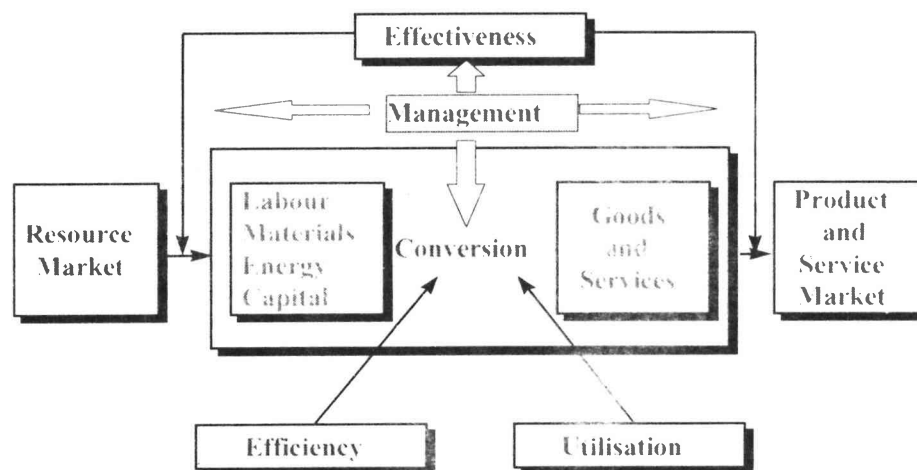 Effectiveness
Management
Resource
Market
Labour
Materials
Energy
Capital
Conversion
Goods
and
Services
Product
and
Service
Market
Efficiency
Utilisation